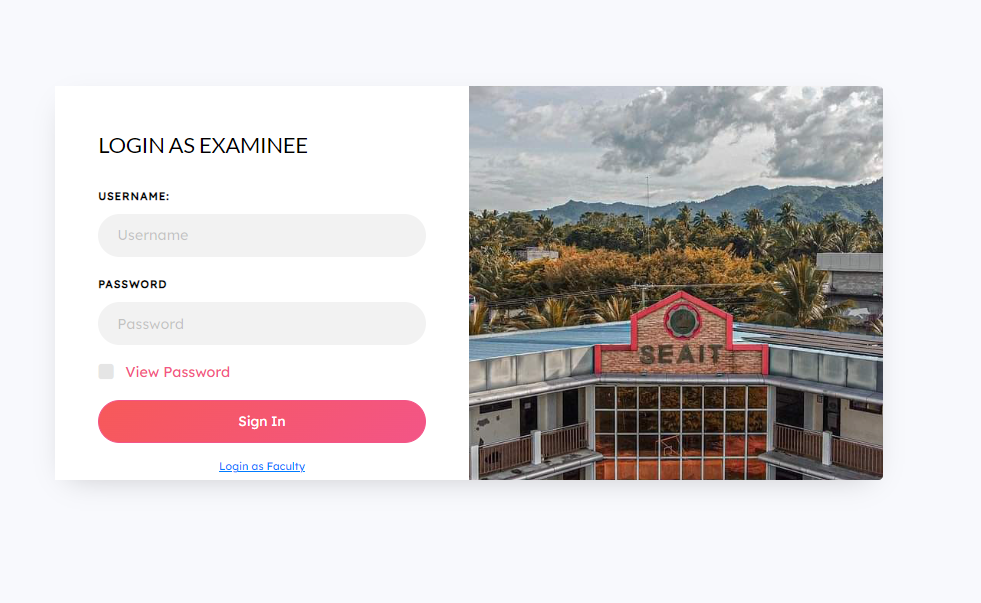 LOGIN AS EXAMINEE
USERNAME:
Username
PASSWORD
Password
View Password
Sign In
Login as Faculty
SEAIT